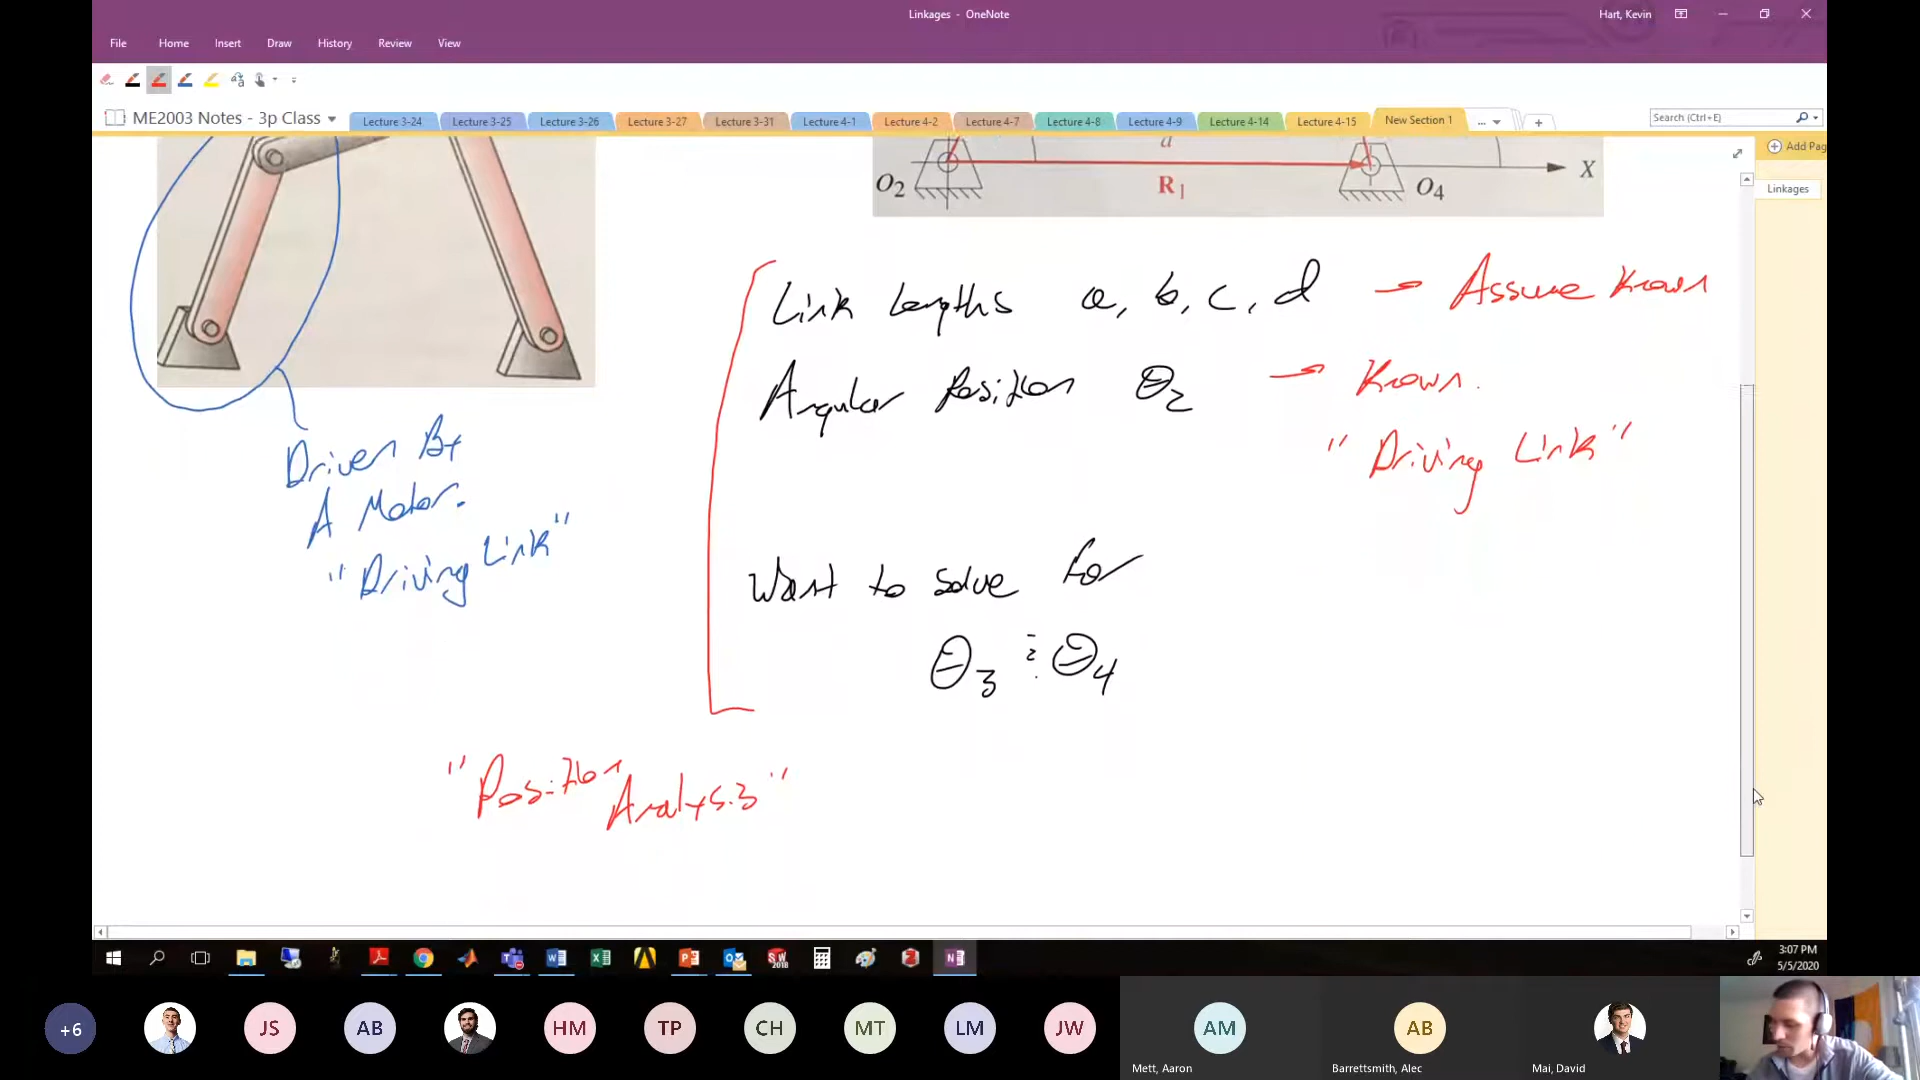 Linkages - OneNote
Hart, Kevin
File Home Insert Draw History Review View
ME2003 Notes - 3p Class
Lecture 3-24 Lecture 3-25 Lecture 3-26 Lecture 3-27 Lecture 3-31 Lecture 4-1 Lecture 4-2 Lecture 4-7 Lecture 4-8 Lecture 4-9 Lecture 4-14 Lecture 4-15 New Section 1 ...
Search (Ctrl+E)
Add Pag
Linkages
O2 R1 O4 X
Link Lengths a, b, c, d → Assume Known
Angular Position Θ2 → Known.
"Driving Link"
Driven By
A Motor.
"Driving Link"
Want to solve for
Θ3 Θ4
"Position
Analysis"
SW
2018
3:07 PM
5/5/2020
+6 JS AB HM TP CH MT LM JW AM AB
Mett, Aaron Barrettsmith, Alec Mai, David